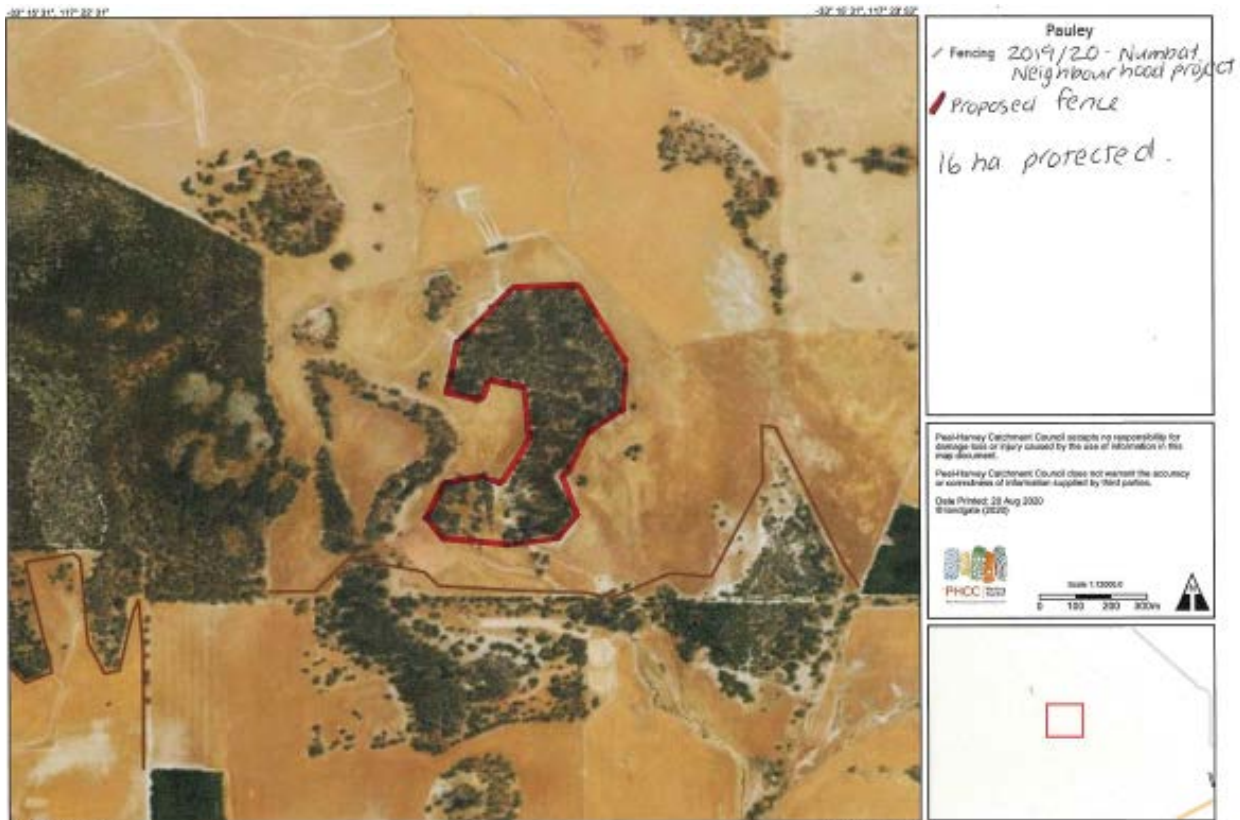 Pauley
Fencing 2019/20 - Numbat
Neighbourhood project
Proposed fence
16 ha protected.
Peel-Harvey Catchment Council accepts no responsibility for
damage loss or injury caused by the use of information in this
map document.
Peel-Harvey Catchment Council does not warrant the accuracy
or correctness of information supplied by third parties.
Date Printed: 20 Aug 2020
© landgate (2020)
PHCC
0 100 200 300m